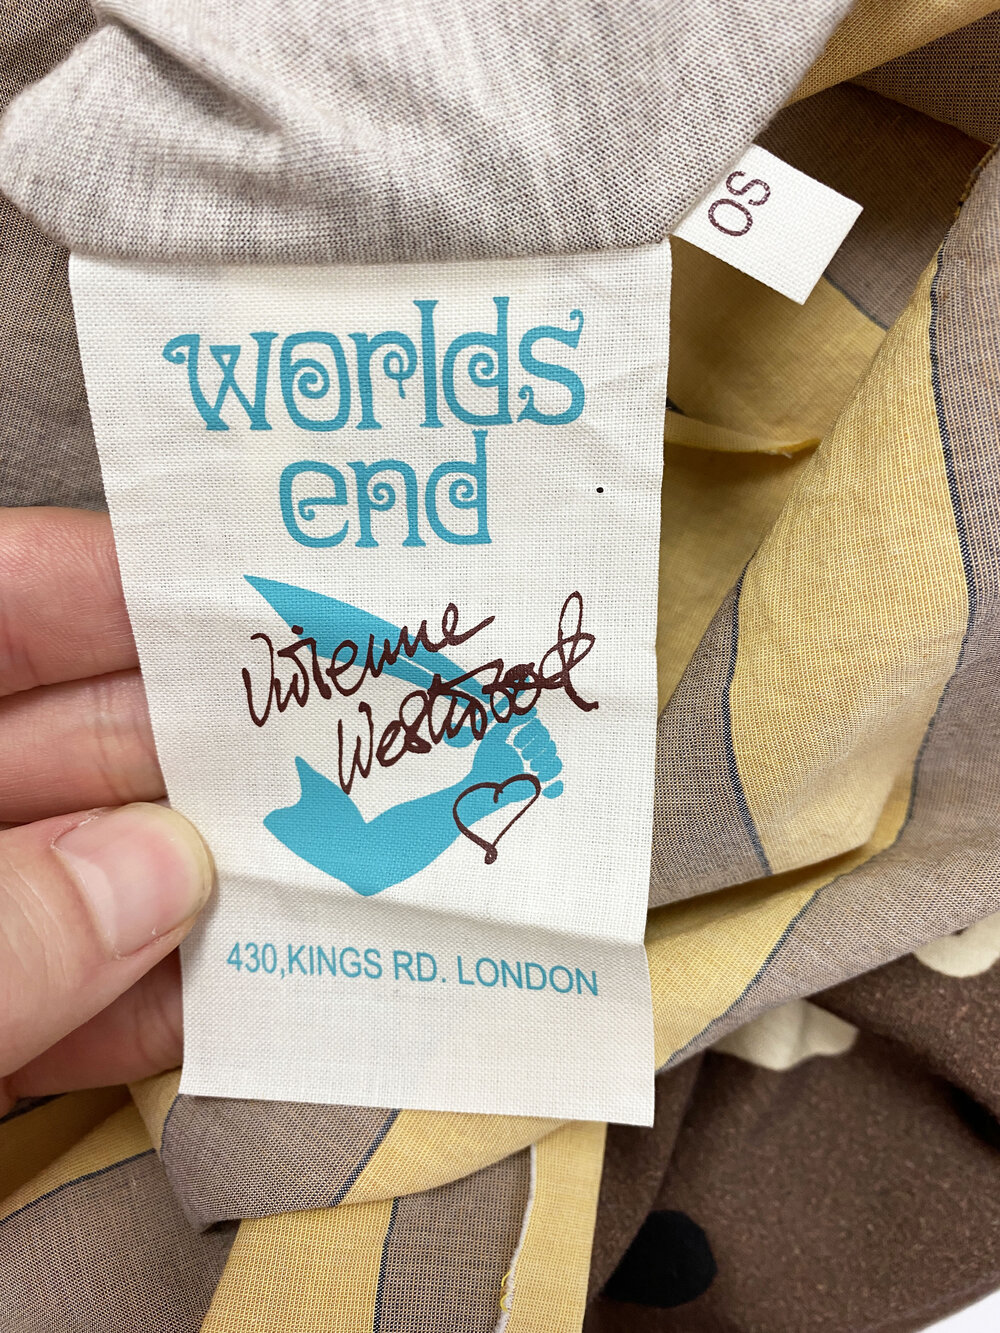 OS
worlds
end
Vivienne
Westwood
430,KINGS RD. LONDON